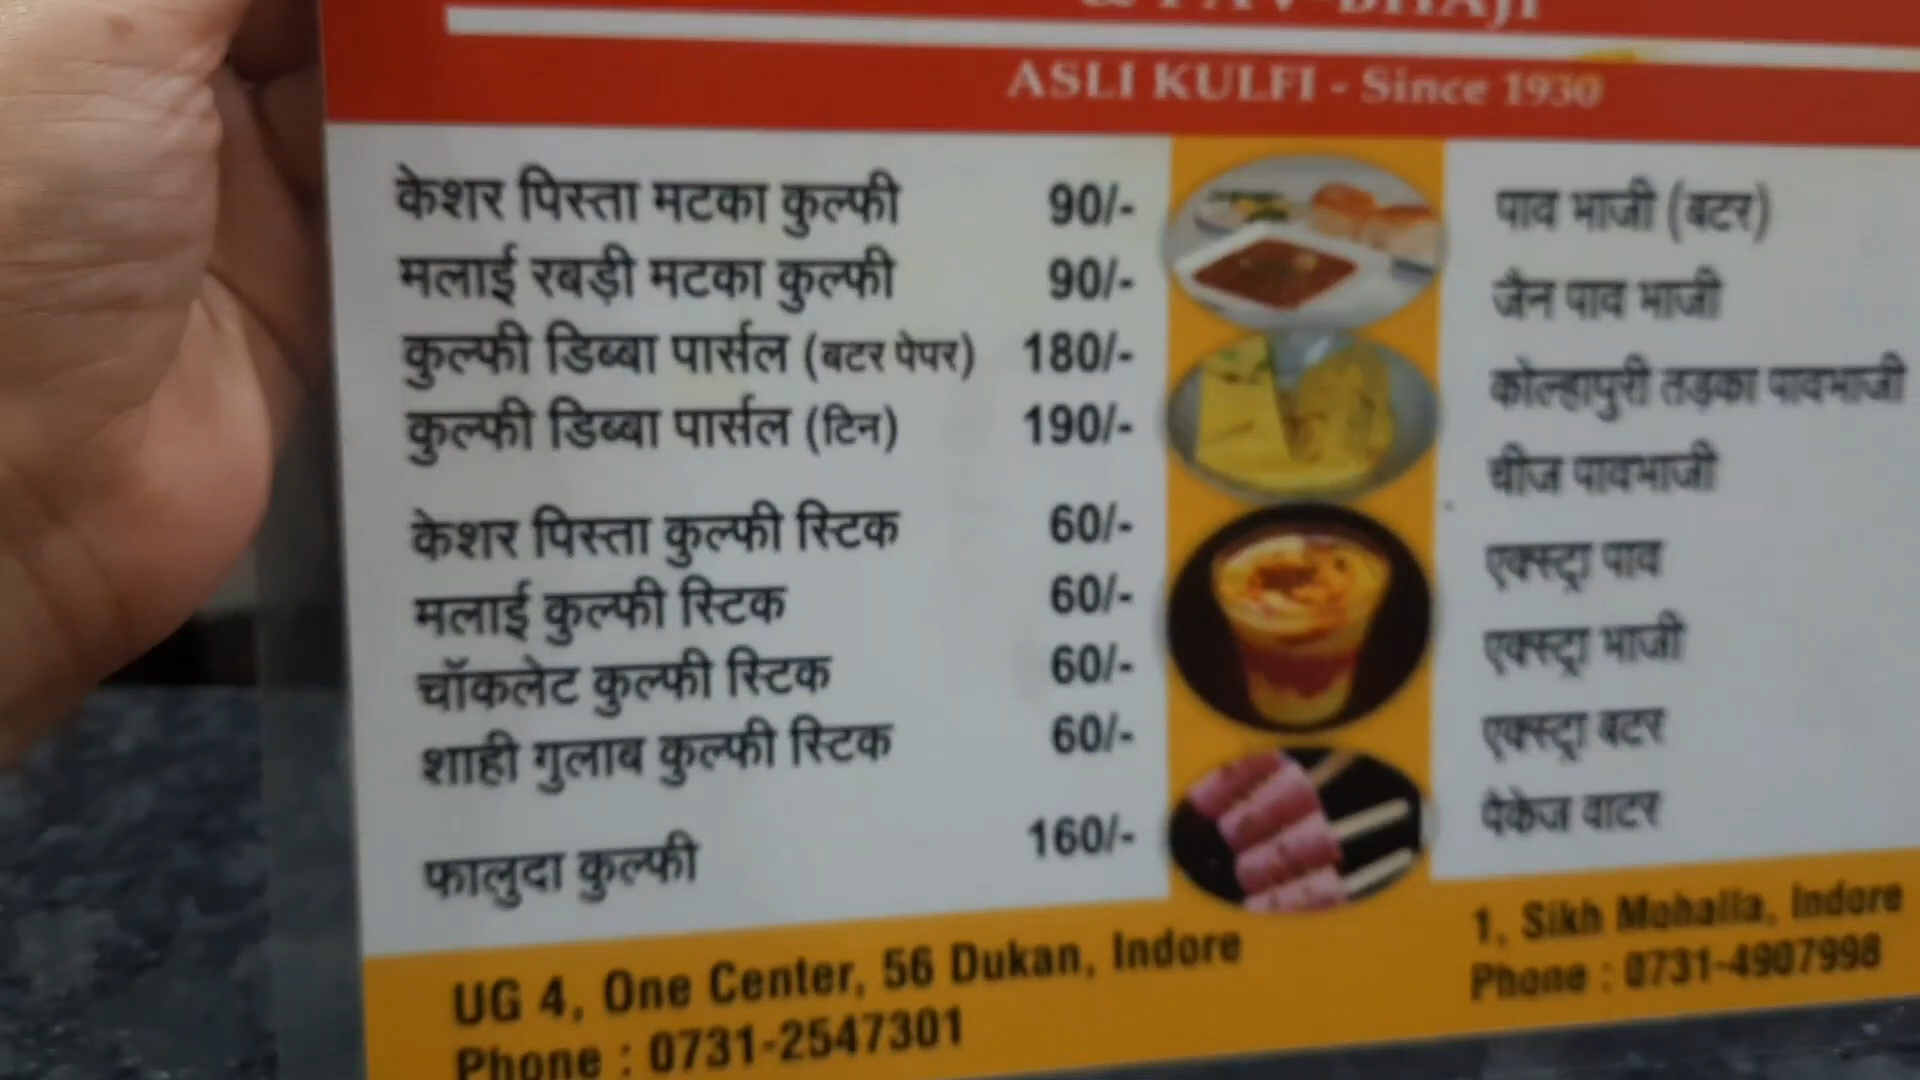 & PAV-BHAJI
ASLI KULFI - Since 1930
केशर पिस्ता मटका कुल्फी 90/-
मलाई रबड़ी मटका कुल्फी 90/-
कुल्फी डिब्बा पार्सल (बटर पेपर) 180/-
कुल्फी डिब्बा पार्सल (टिन) 190/-
केशर पिस्ता कुल्फी स्टिक 60/-
मलाई कुल्फी स्टिक 60/-
चॉकलेट कुल्फी स्टिक 60/-
शाही गुलाब कुल्फी स्टिक 60/-
फालुदा कुल्फी 160/-
पाव भाजी (बटर)
जैन पाव भाजी
कोल्हापुरी तड़का पावभाजी
चीज पावभाजी
एक्स्ट्रा पाव
एक्स्ट्रा भाजी
एक्स्ट्रा बटर
पैकेज वाटर
UG 4, One Center, 56 Dukan, Indore
Phone : 0731-2547301
1, Sikh Mohalla, Indore
Phone : 0731-4907998